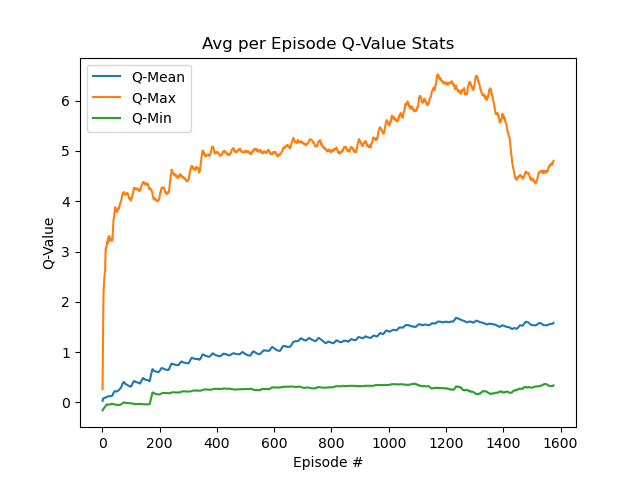 Avg per Episode Q-Value Stats
Q-Mean
Q-Max
Q-Min
Q-Value
6
5
4
3
2
1
0
0 200 400 600 800 1000 1200 1400 1600
Episode #